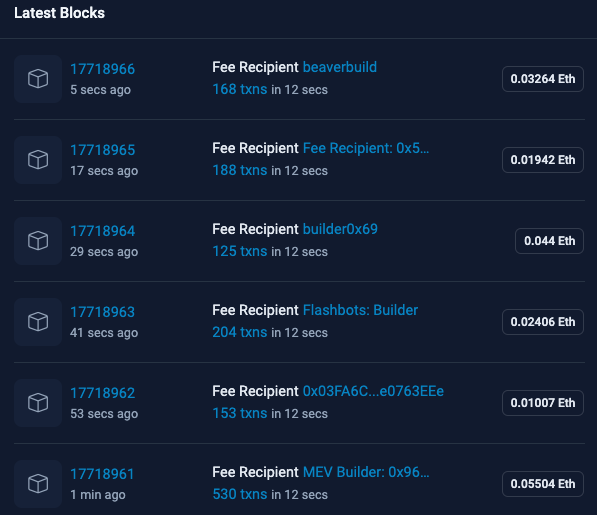 Latest Blocks
17718966
5 secs ago
Fee Recipient beaverbuild
168 txns in 12 secs
0.03264 Eth
17718965
17 secs ago
Fee Recipient Fee Recipient: 0x5...
188 txns in 12 secs
0.01942 Eth
17718964
29 secs ago
Fee Recipient builder0x69
125 txns in 12 secs
0.044 Eth
17718963
41 secs ago
Fee Recipient Flashbots: Builder
204 txns in 12 secs
0.02406 Eth
17718962
53 secs ago
Fee Recipient 0x03FA6C...e0763EEe
153 txns in 12 secs
0.01007 Eth
17718961
1 min ago
Fee Recipient MEV Builder: 0x96...
530 txns in 12 secs
0.05504 Eth